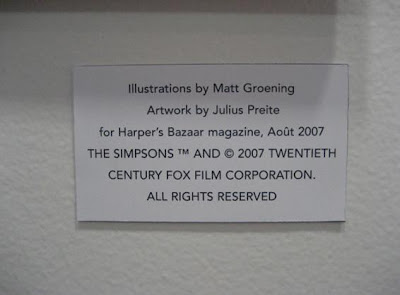 Illustrations by Matt Groening
Artwork by Julius Preite
for Harper's Bazaar magazine, Août 2007
THE SIMPSONS ™ AND © 2007 TWENTIETH
CENTURY FOX FILM CORPORATION.
ALL RIGHTS RESERVED